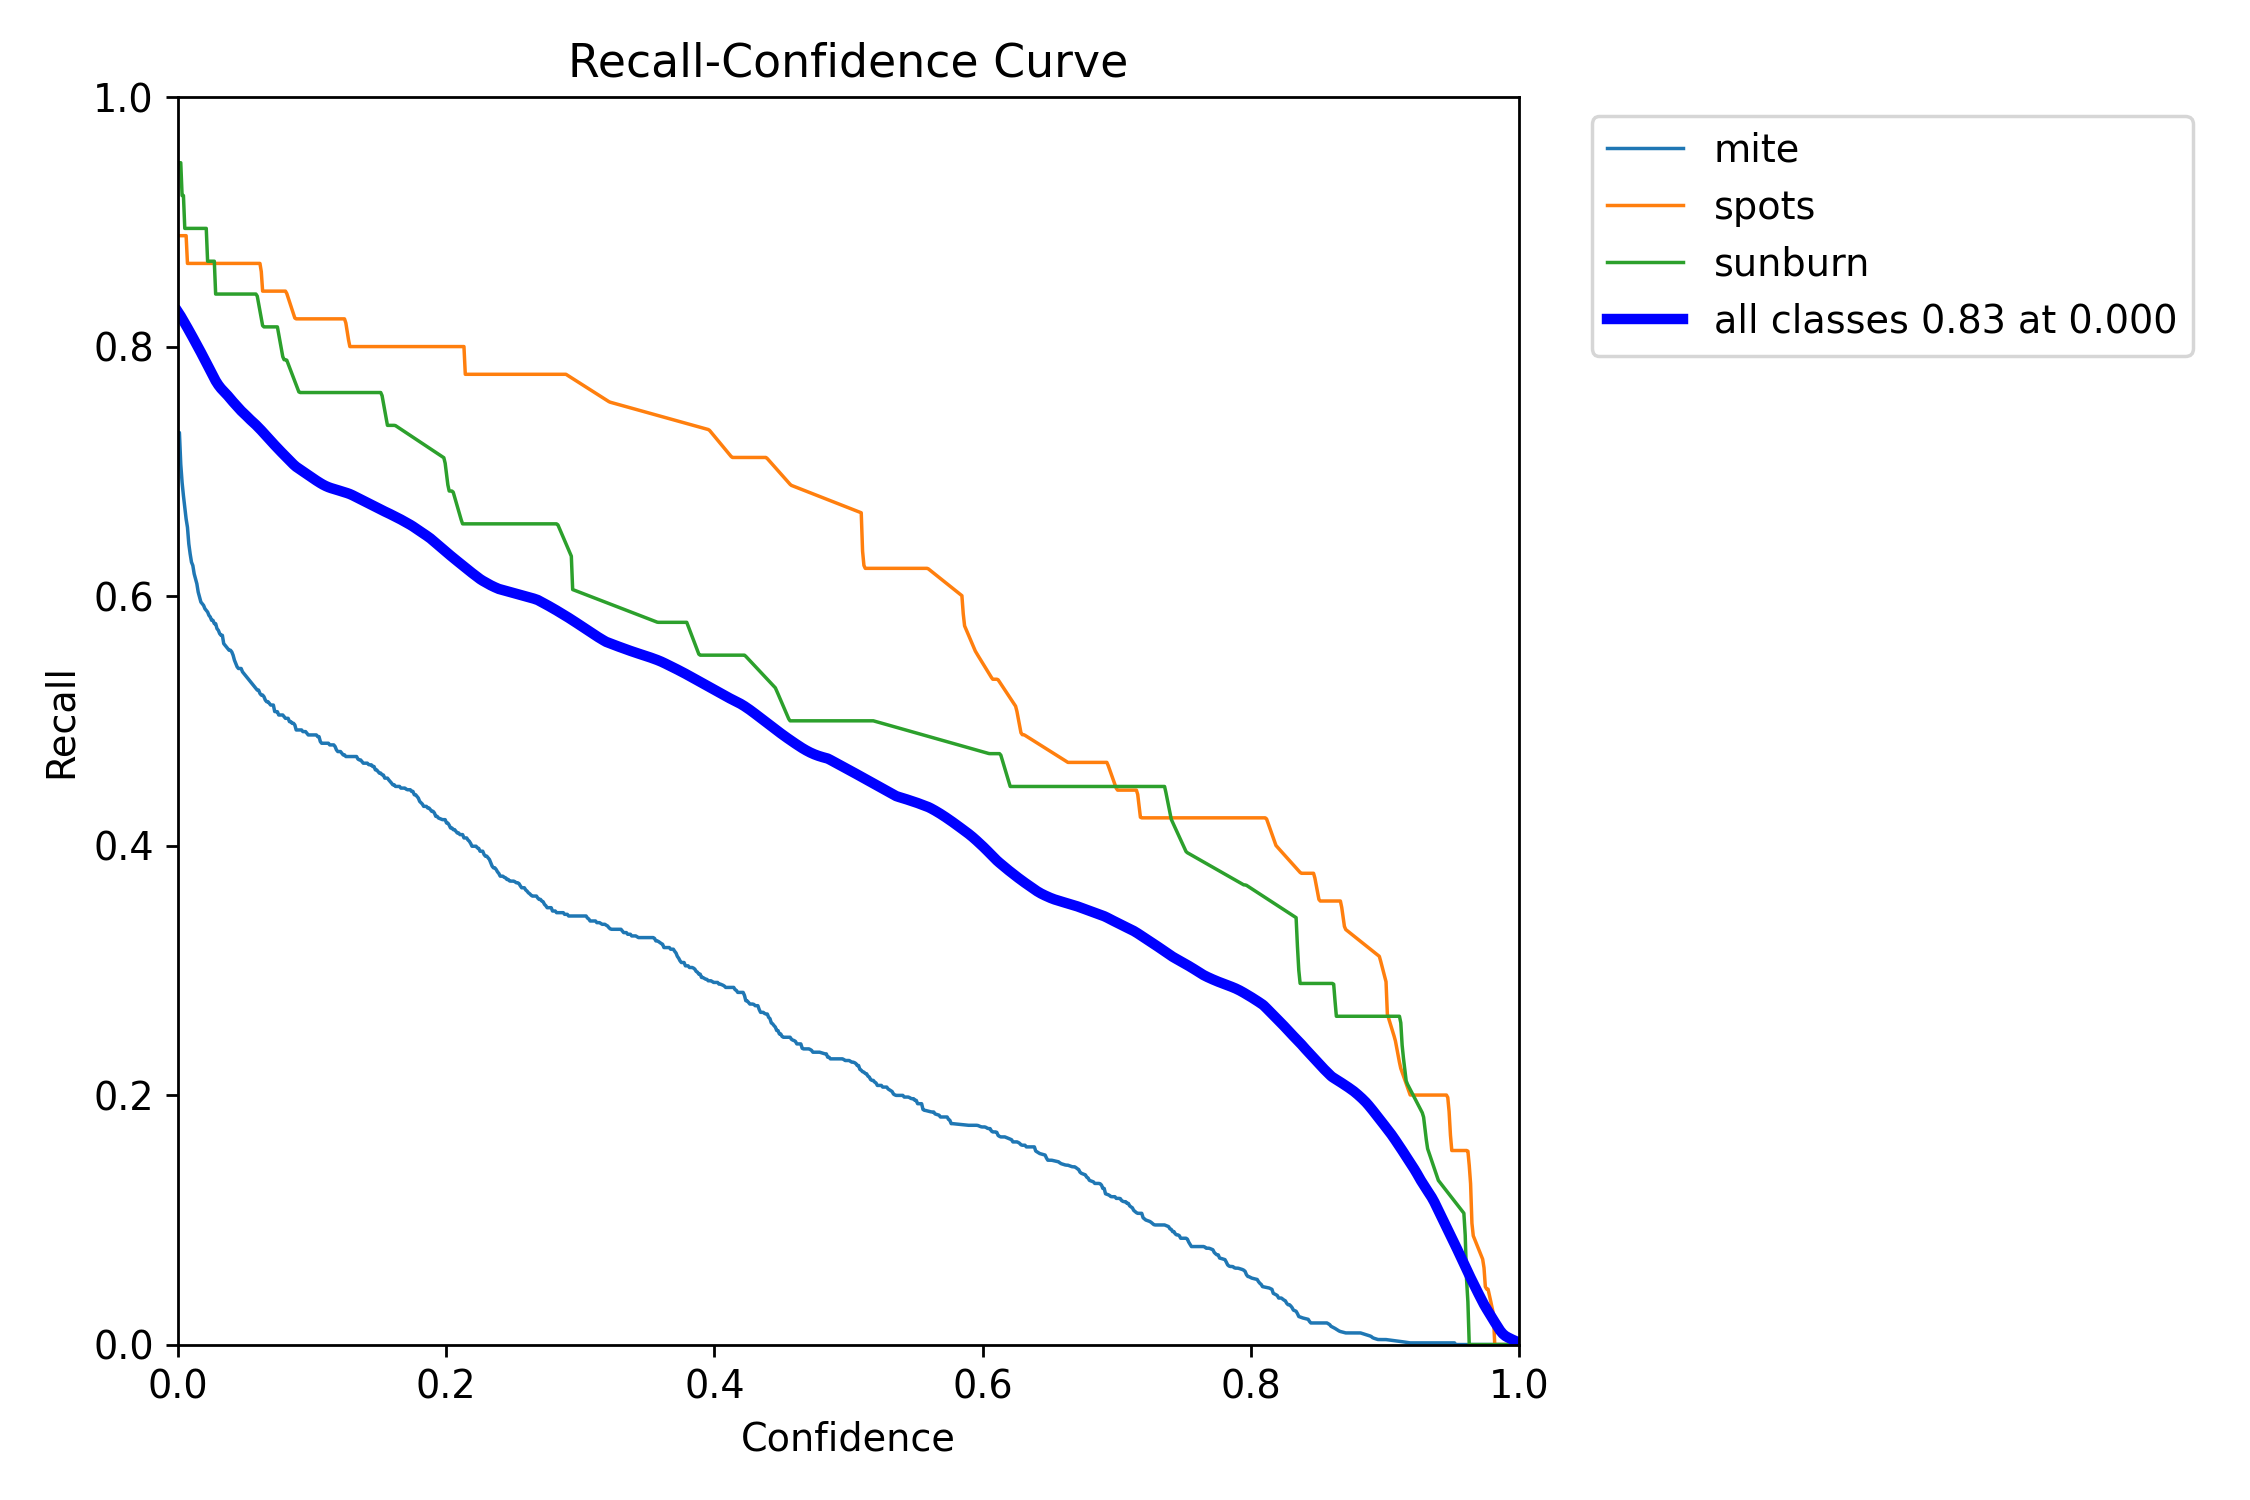 Recall-Confidence Curve
1.0
0.8
0.6
0.4
0.2
0.0
Recall
0.0 0.2 0.4 0.6 0.8 1.0
Confidence
mite
spots
sunburn
all classes 0.83 at 0.000